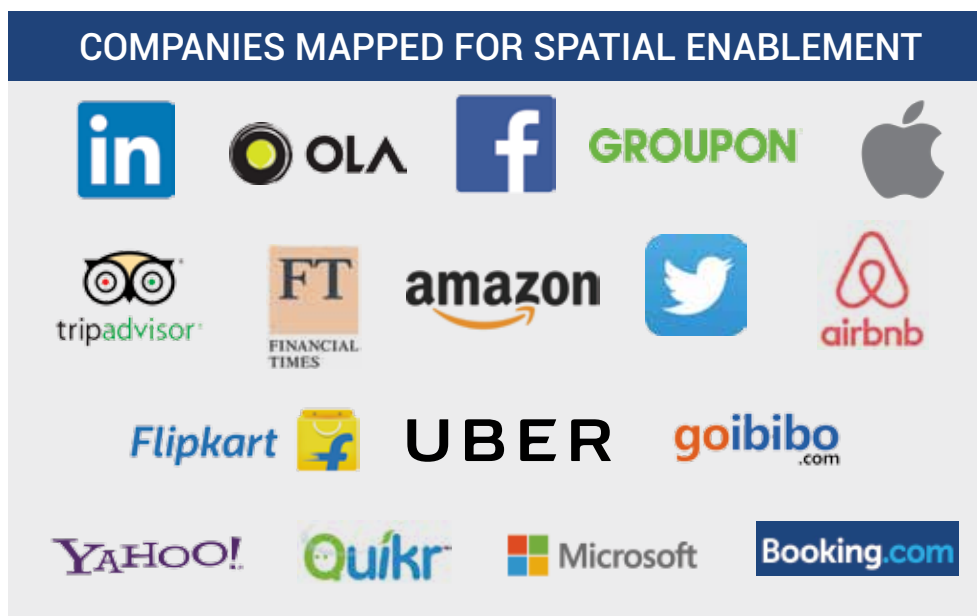 COMPANIES MAPPED FOR SPATIAL ENABLEMENT
in
OLA
f
GROUPON
tripadvisor
FT
FINANCIAL
TIMES
amazon
airbnb
Flipkart
f
UBER
goibibo
.com
YAHOO!
Quikr
Microsoft
Booking.com